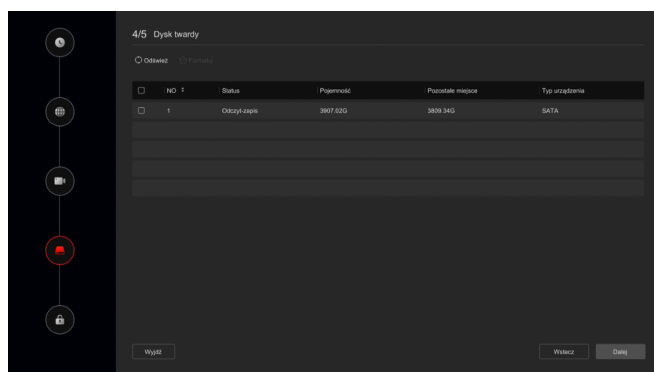 4/5 Dysk twardy
Odśwież Formatuj
NO Status Pojemność Pozostałe miejsce Typ urządzenia
1 Odczyt-zapis 3907.02G 3809.34G SATA
Wyjdź Wstecz Dalej